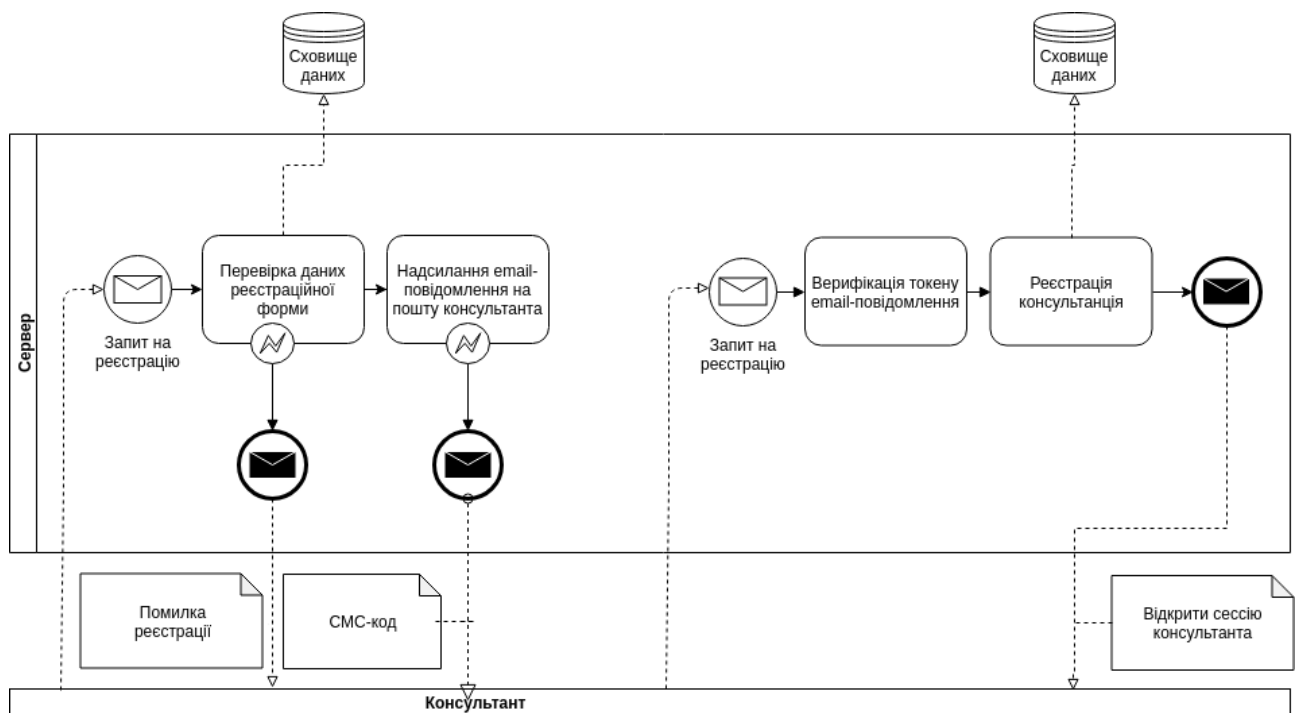 Сховище
даних
Сховище
даних
Сервер
Перевірка даних
реєстраційної
форми
Надсилання email-
повідомлення на
пошту консультанта
Верифікація токену
email-повідомлення
Реєстрація
консультанція
Запит на
реєстрацію
Запит на
реєстрацію
Помилка
реєстрації
СМС-код
Відкрити сессію
консультанта
Консультант